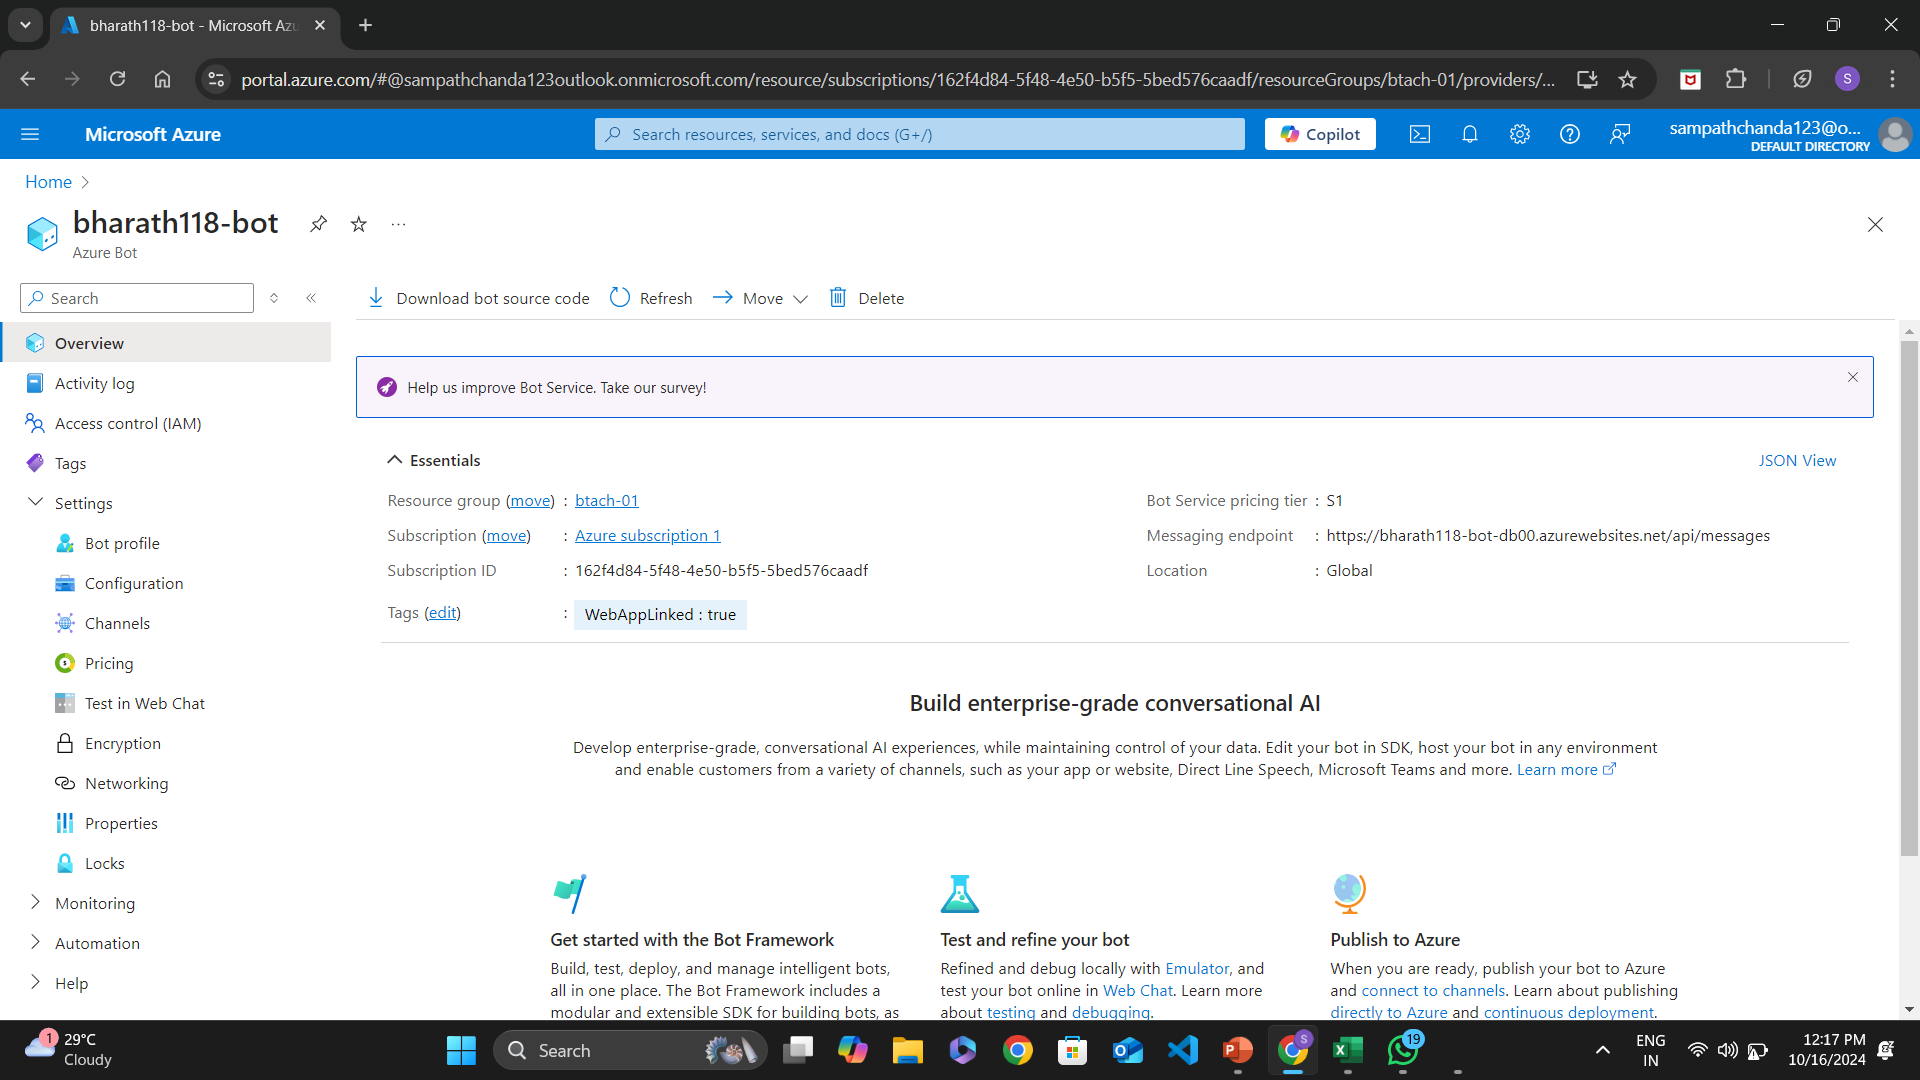 bharath118-bot - Microsoft Azu
portal.azure.com/#@sampathchanda123outlook.onmicrosoft.com/resource/subscriptions/162f4d84-5f48-4e50-b5f5-5bed576caadf/resourceGroups/btach-01/providers/...
S
Microsoft Azure
Search resources, services, and docs (G+/)
Copilot
sampathchanda123@o...
DEFAULT DIRECTORY
Home
bharath118-bot
Azure Bot
Search
Download bot source code
Refresh
Move
Delete
Overview
Activity log
Access control (IAM)
Tags
Settings
Bot profile
Configuration
Channels
Pricing
Test in Web Chat
Encryption
Networking
Properties
Locks
Monitoring
Automation
Help
Help us improve Bot Service. Take our survey!
Essentials
JSON View
Resource group (move) : btach-01
Subscription (move) : Azure subscription 1
Subscription ID : 162f4d84-5f48-4e50-b5f5-5bed576caadf
Tags (edit) : WebAppLinked : true
Bot Service pricing tier : S1
Messaging endpoint : https://bharath118-bot-db00.azurewebsites.net/api/messages
Location : Global
Build enterprise-grade conversational AI
Develop enterprise-grade, conversational AI experiences, while maintaining control of your data. Edit your bot in SDK, host your bot in any environment
and enable customers from a variety of channels, such as your app or website, Direct Line Speech, Microsoft Teams and more. Learn more
Get started with the Bot Framework
Build, test, deploy, and manage intelligent bots,
all in one place. The Bot Framework includes a
modular and extensible SDK for building bots, as
Test and refine your bot
Refined and debug locally with Emulator, and
test your bot online in Web Chat. Learn more
about testing and debugging.
Publish to Azure
When you are ready, publish your bot to Azure
and connect to channels. Learn about publishing
directly to Azure and continuous deployment.
1
29°C
Cloudy
Search
S
19
ENG
IN
12:17 PM
10/16/2024